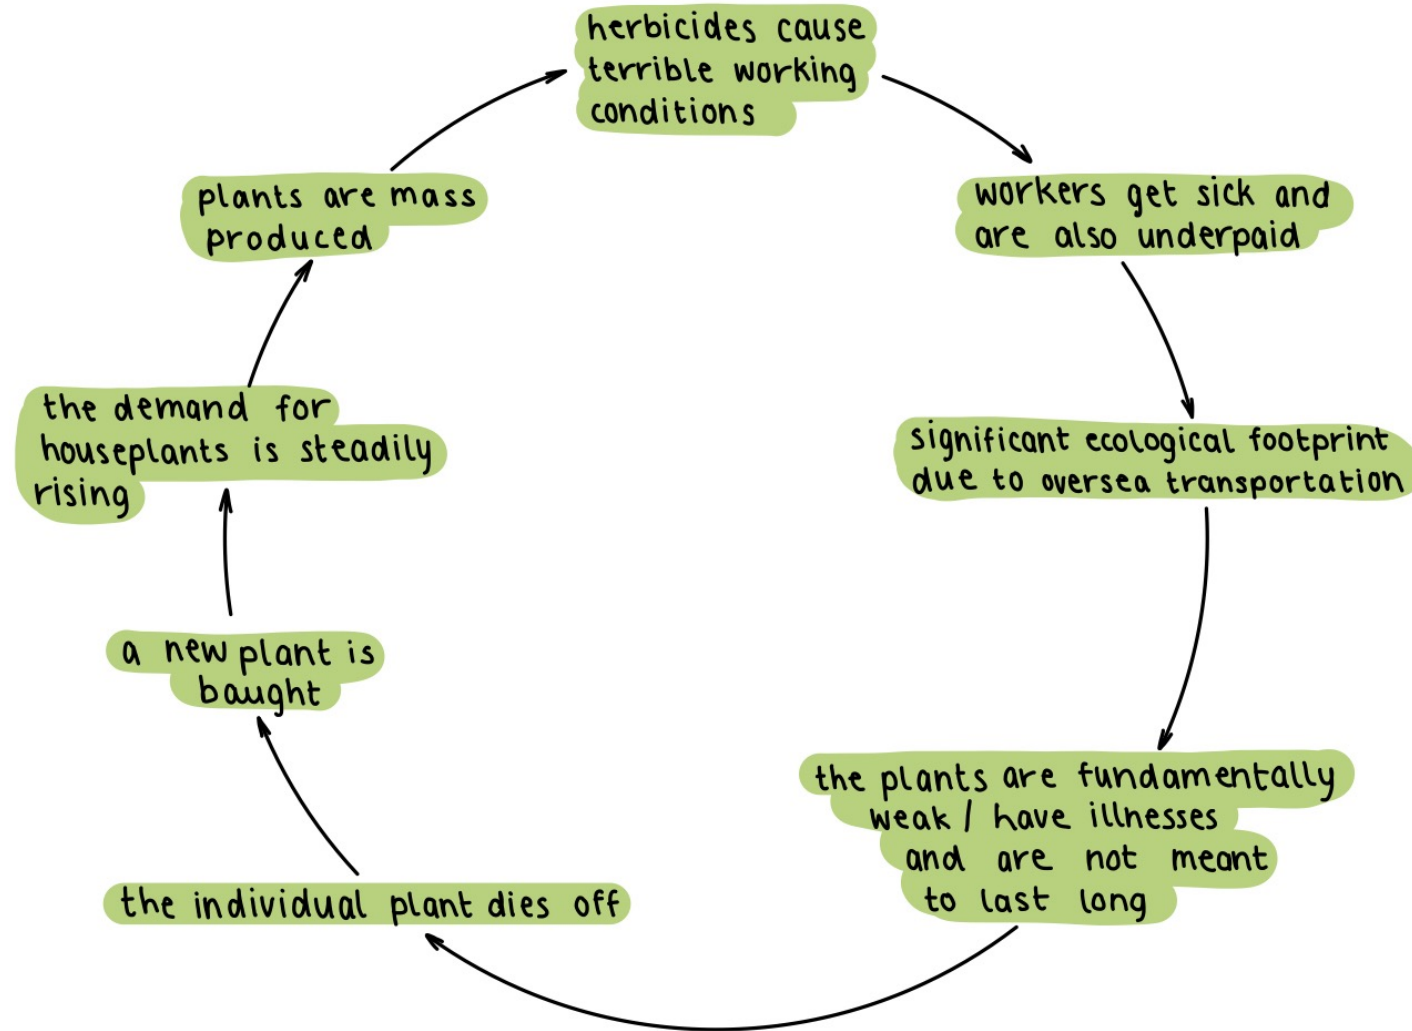 herbicides cause
terrible working
conditions
workers get sick and
are also underpaid
significant ecological footprint
due to oversea transportation
the plants are fundamentally
weak / have illnesses
and are not meant
to last long
the individual plant dies off
a new plant is
baught
the demand for
houseplants is steadily
rising
plants are mass
produced